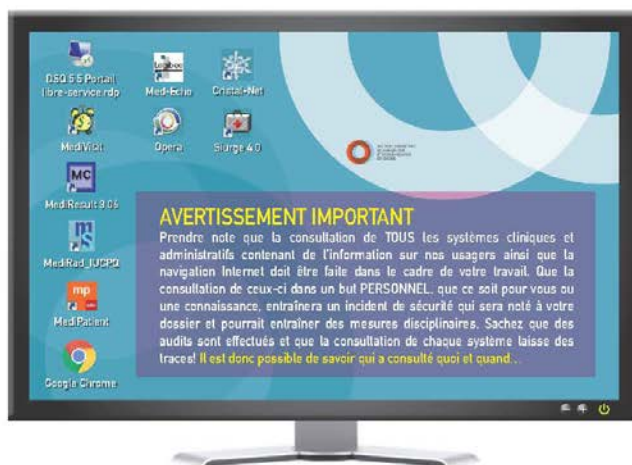 DSQ 5.5 Portail
libre-service.rdp
Med-Echo
Cristal-Net
MediVisit
Opera
Siurge 4.0
MC
MediResult 3.06
ms
MediRad_IUCPQ
mp
MediPatient
Google Chrome
AVERTISSEMENT IMPORTANT
Prendre note que la consultation de TOUS les systèmes cliniques et
administratifs contenant de l'information sur nos usagers ainsi que la
navigation Internet doit être faite dans le cadre de votre travail. Que la
consultation de ceux-ci dans un but PERSONNEL, que ce soit pour vous ou
une connaissance, entraînera un incident de sécurité qui sera noté à votre
dossier et pourrait entraîner des mesures disciplinaires. Sachez que des
audits sont effectués et que la consultation de chaque système laisse des
traces! Il est donc possible de savoir qui a consulté quoi et quand...